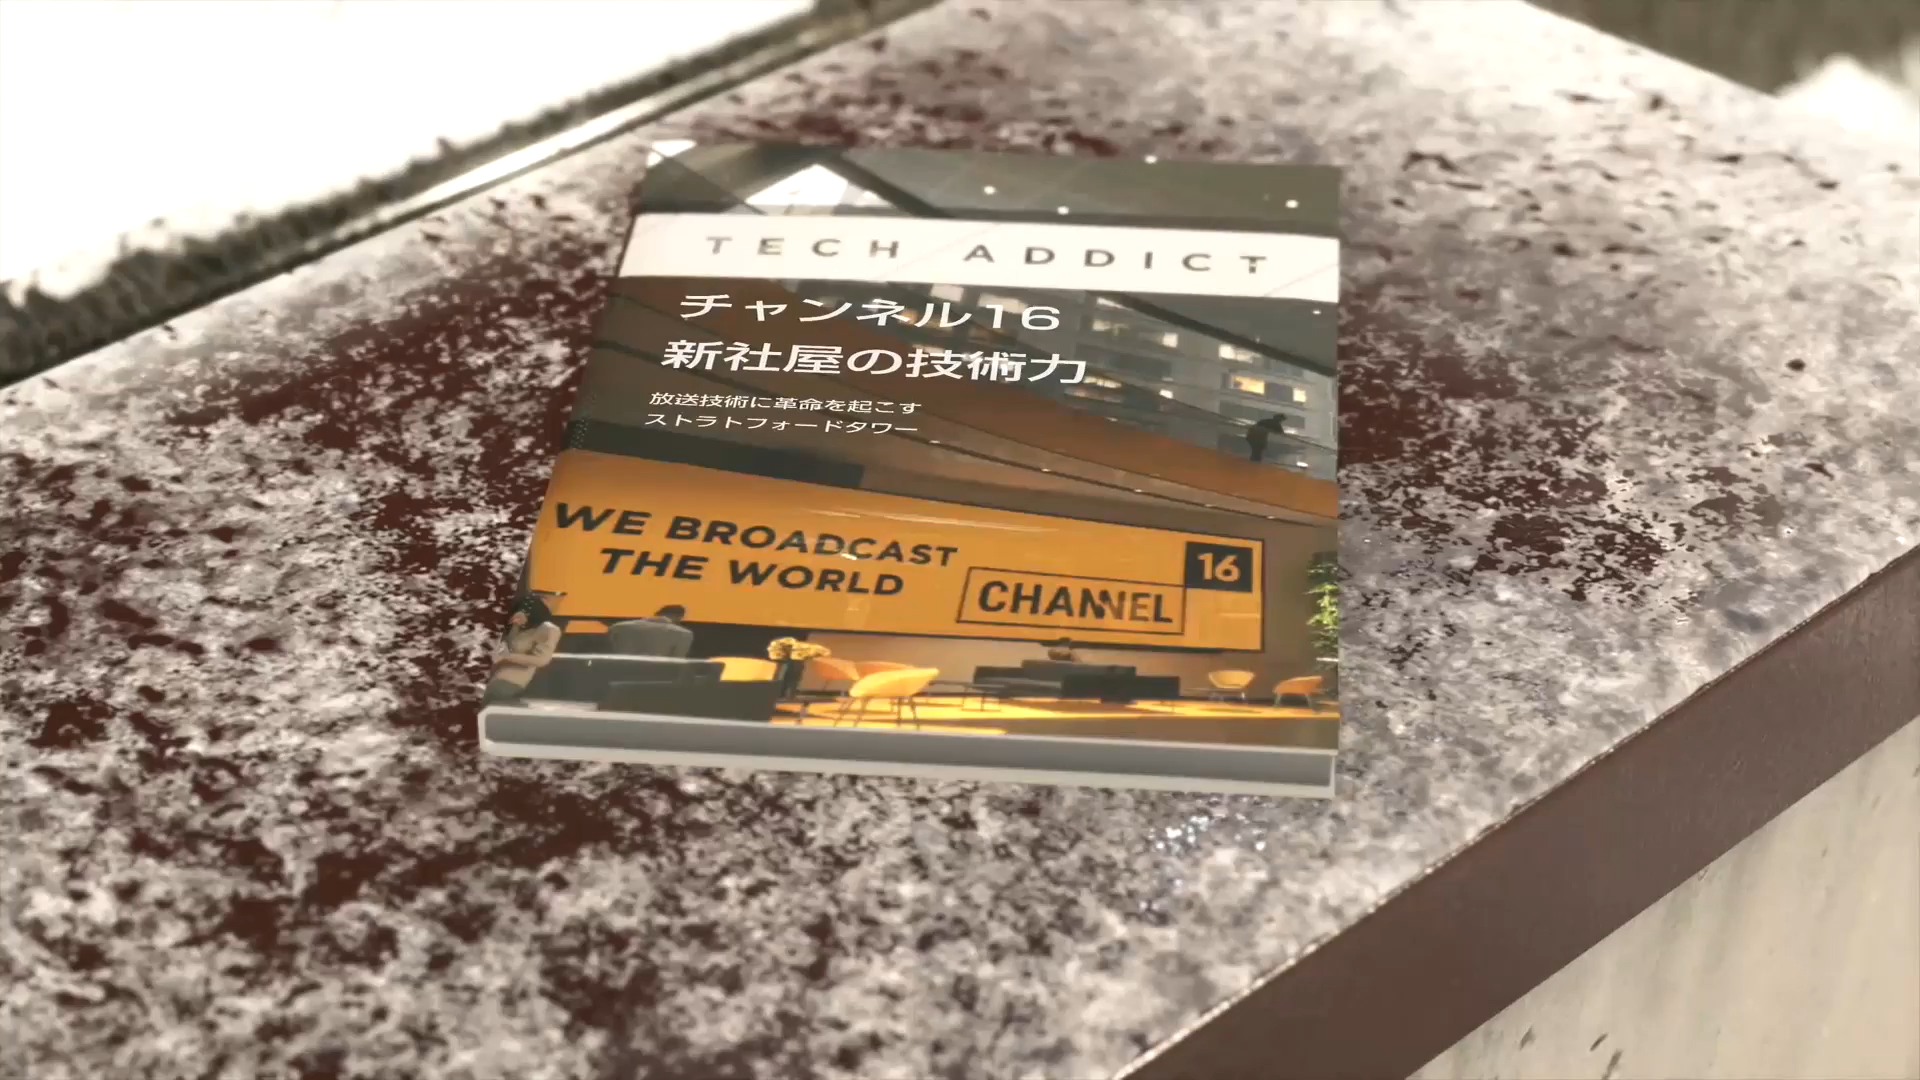 TECH ADDICT
チャンネル16
新社屋の技術力
放送技術に革命を起こす
ストラトフォードタワー
WE BROADCAST
THE WORLD
CHANNEL 16